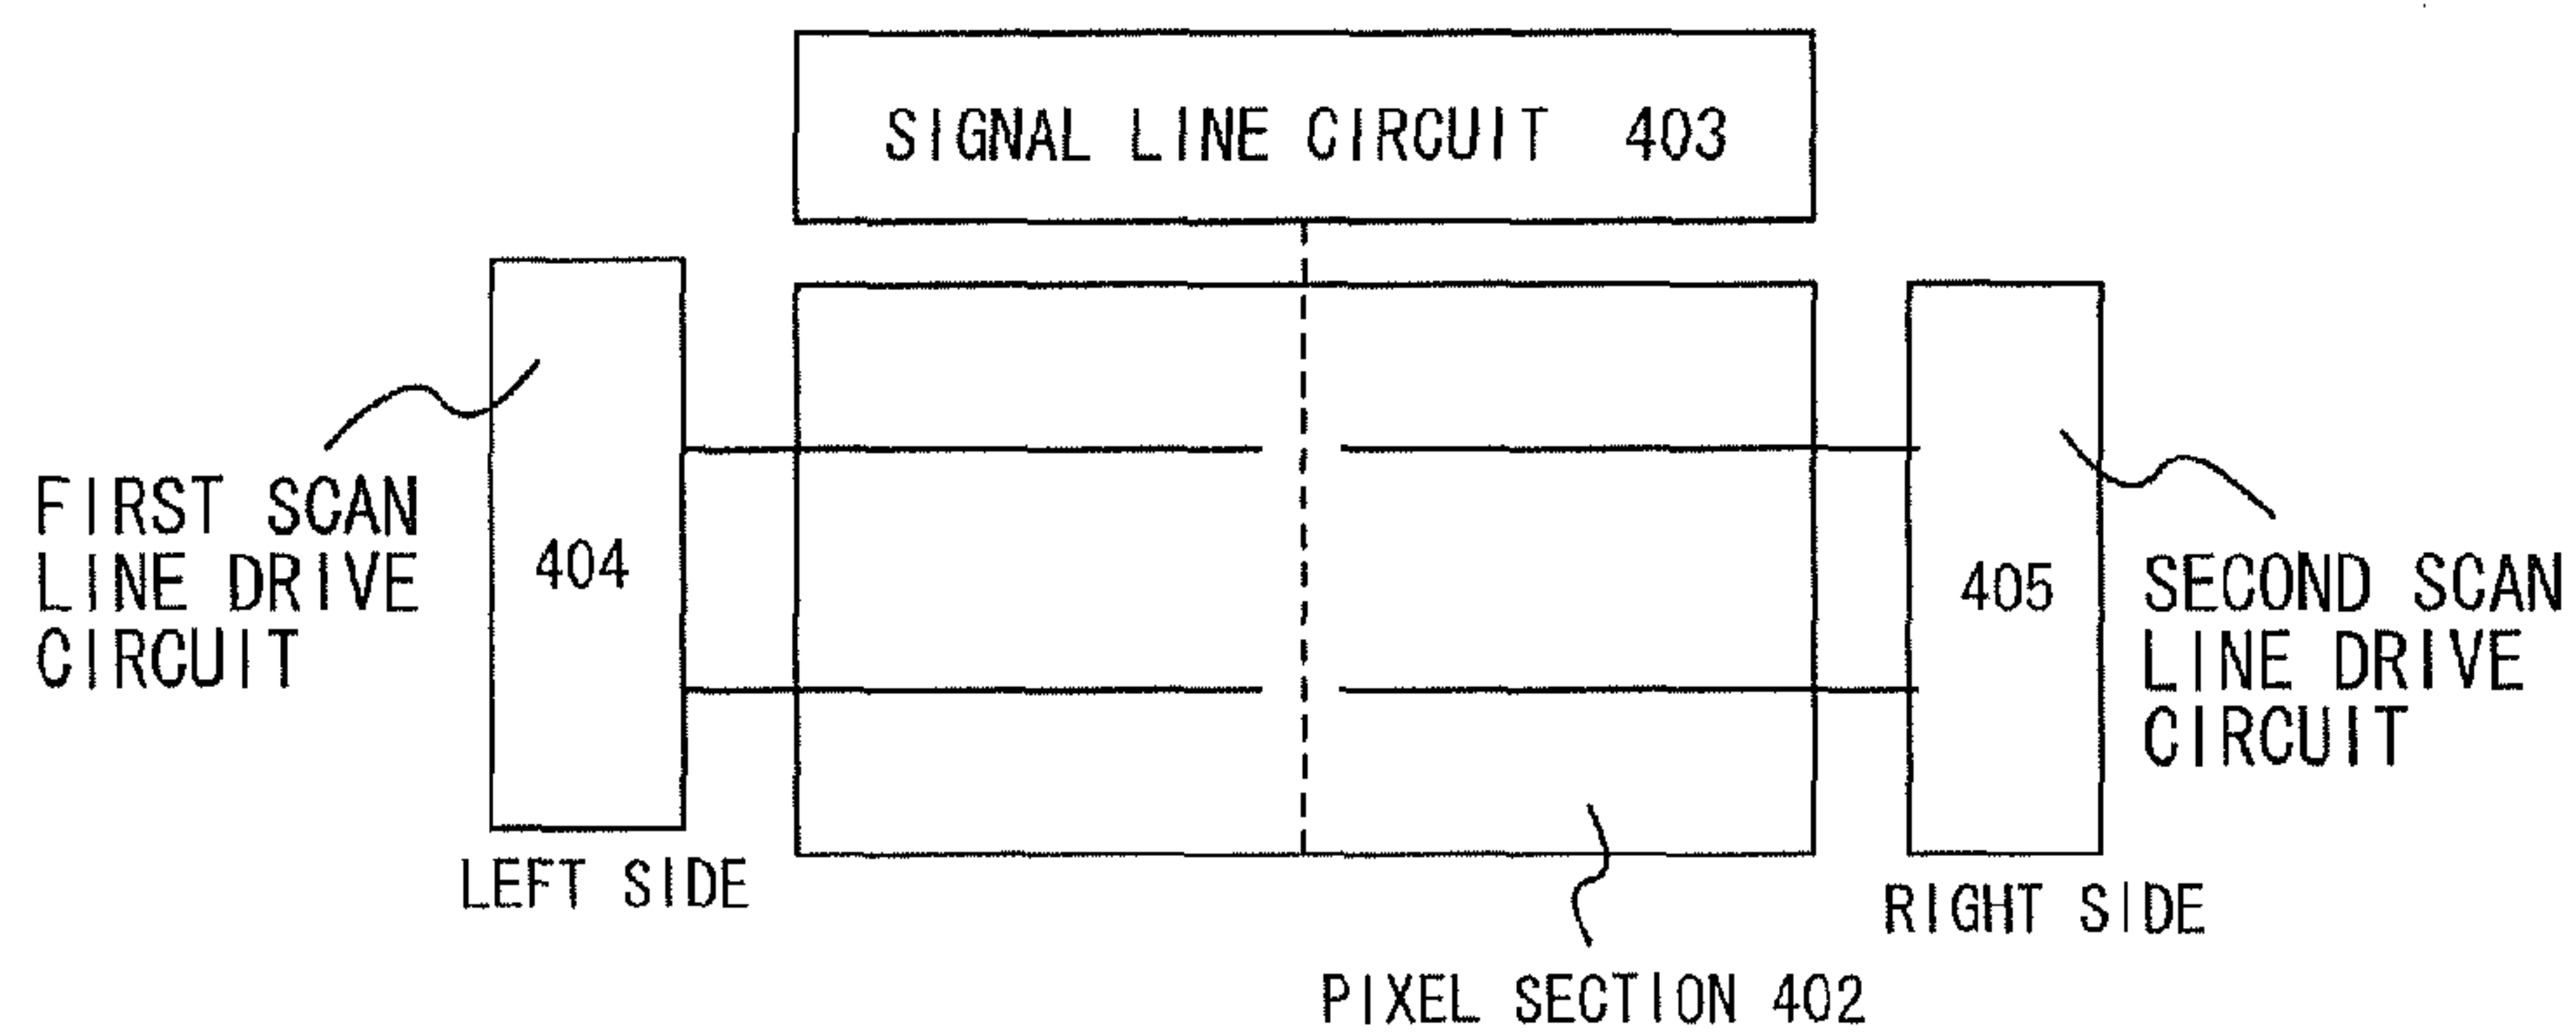 SIGNAL LINE CIRCUIT 403
FIRST SCAN
LINE DRIVE
CIRCUIT
404
405
SECOND SCAN
LINE DRIVE
CIRCUIT
LEFT SIDE
RIGHT SIDE
PIXEL SECTION 402